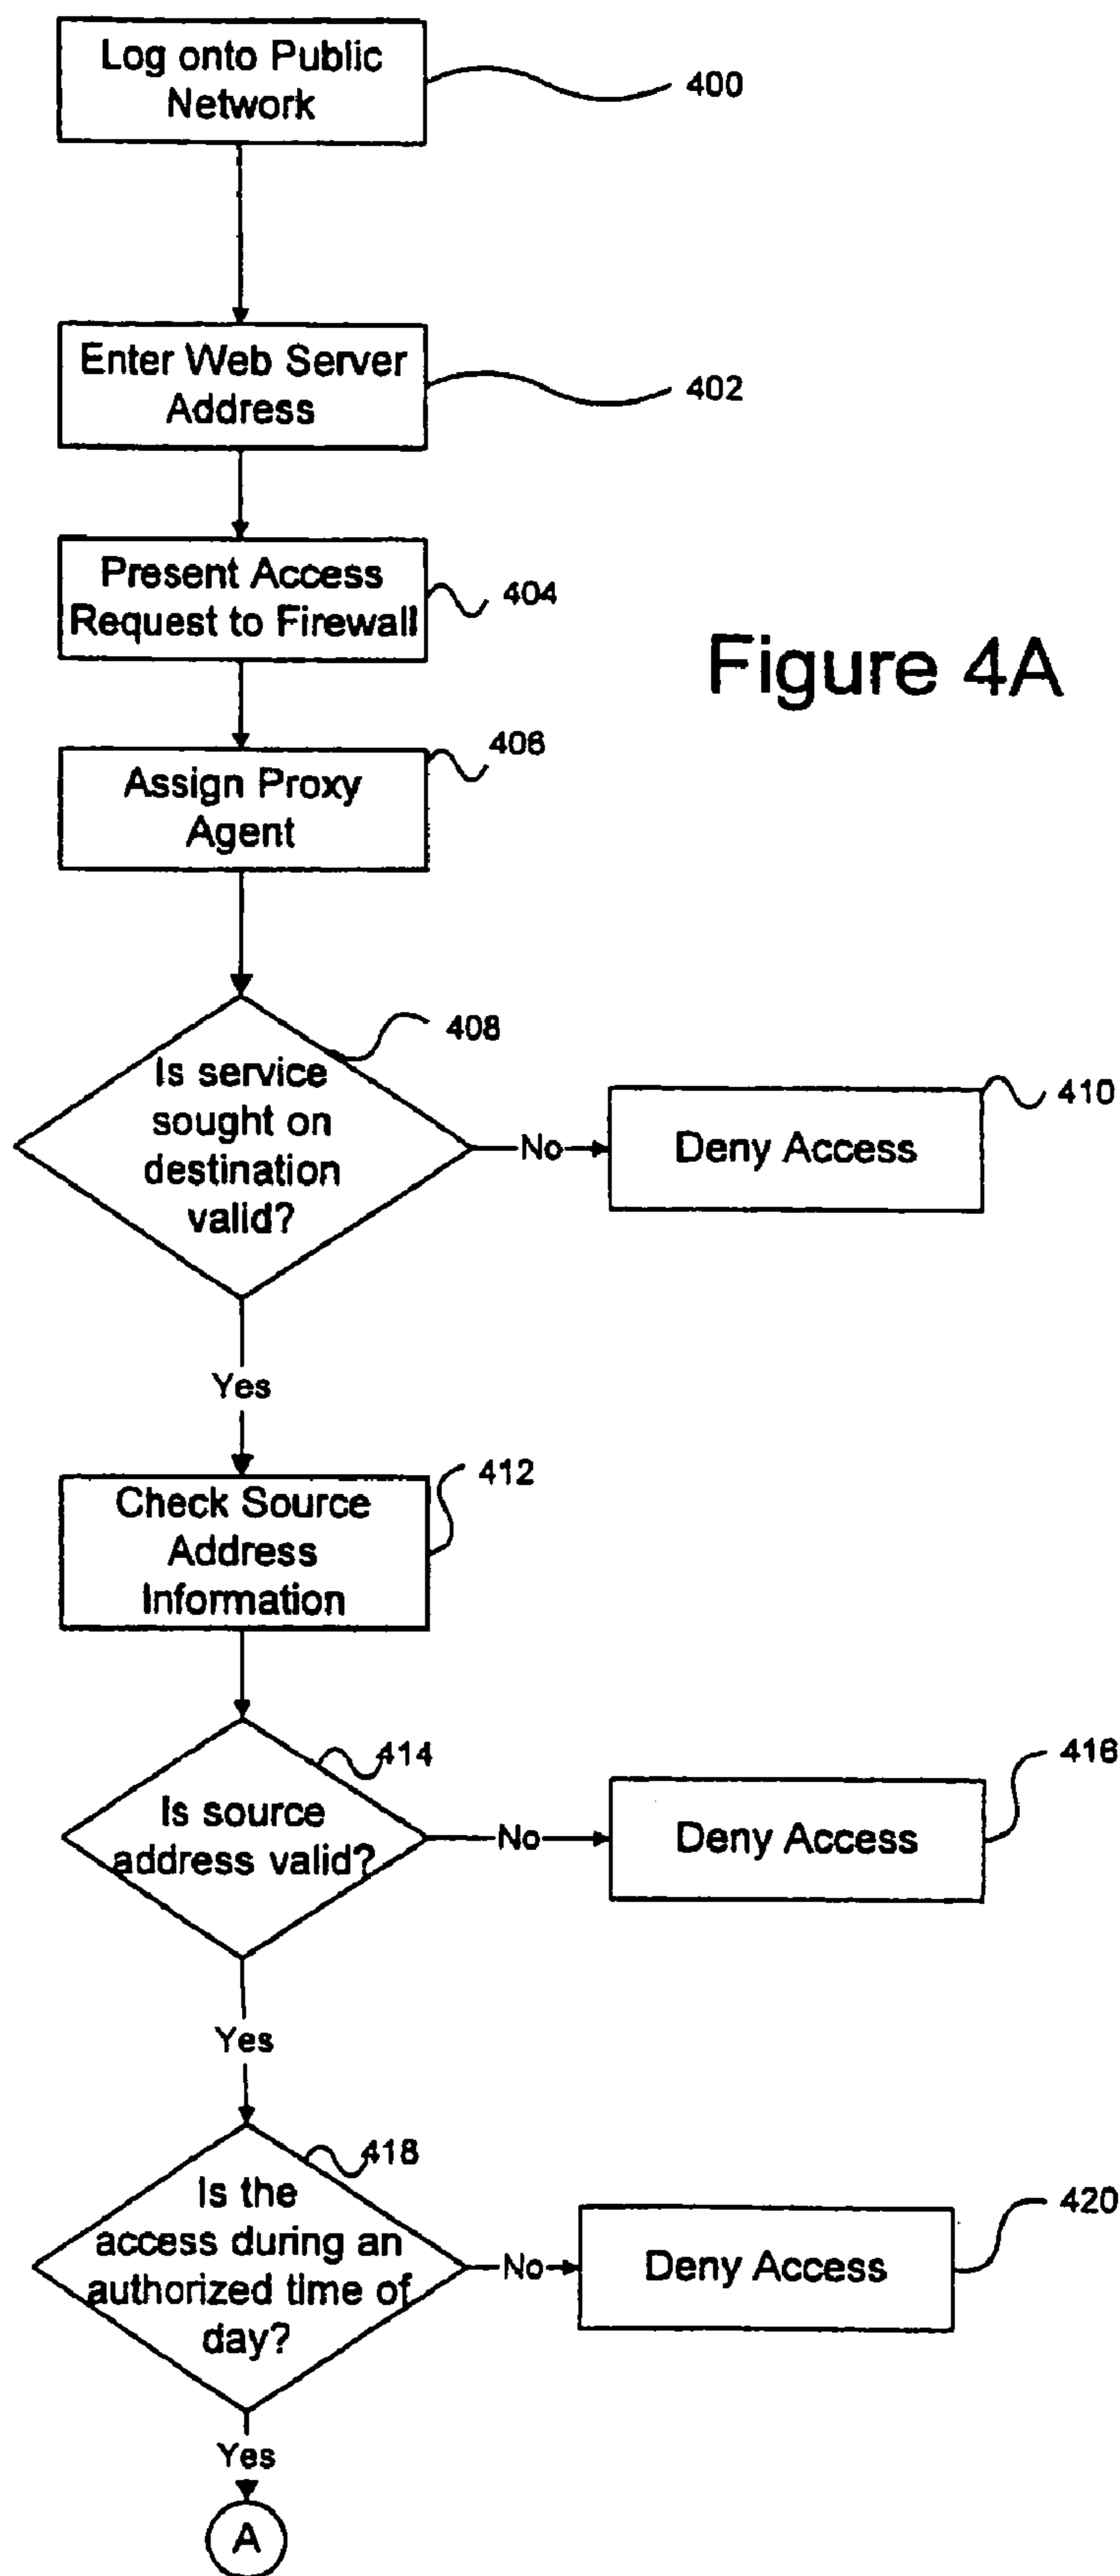 Log onto Public
Network
400
Enter Web Server
Address
402
Present Access
Request to Firewall
404
Figure 4A
406
Assign Proxy
Agent
408
Is service
sought on
destination
valid?
No
410
Deny Access
Yes
412
Check Source
Address
Information
414
Is source
address valid?
No
416
Deny Access
Yes
418
Is the
access during an
authorized time of
day?
No
420
Deny Access
Yes
A